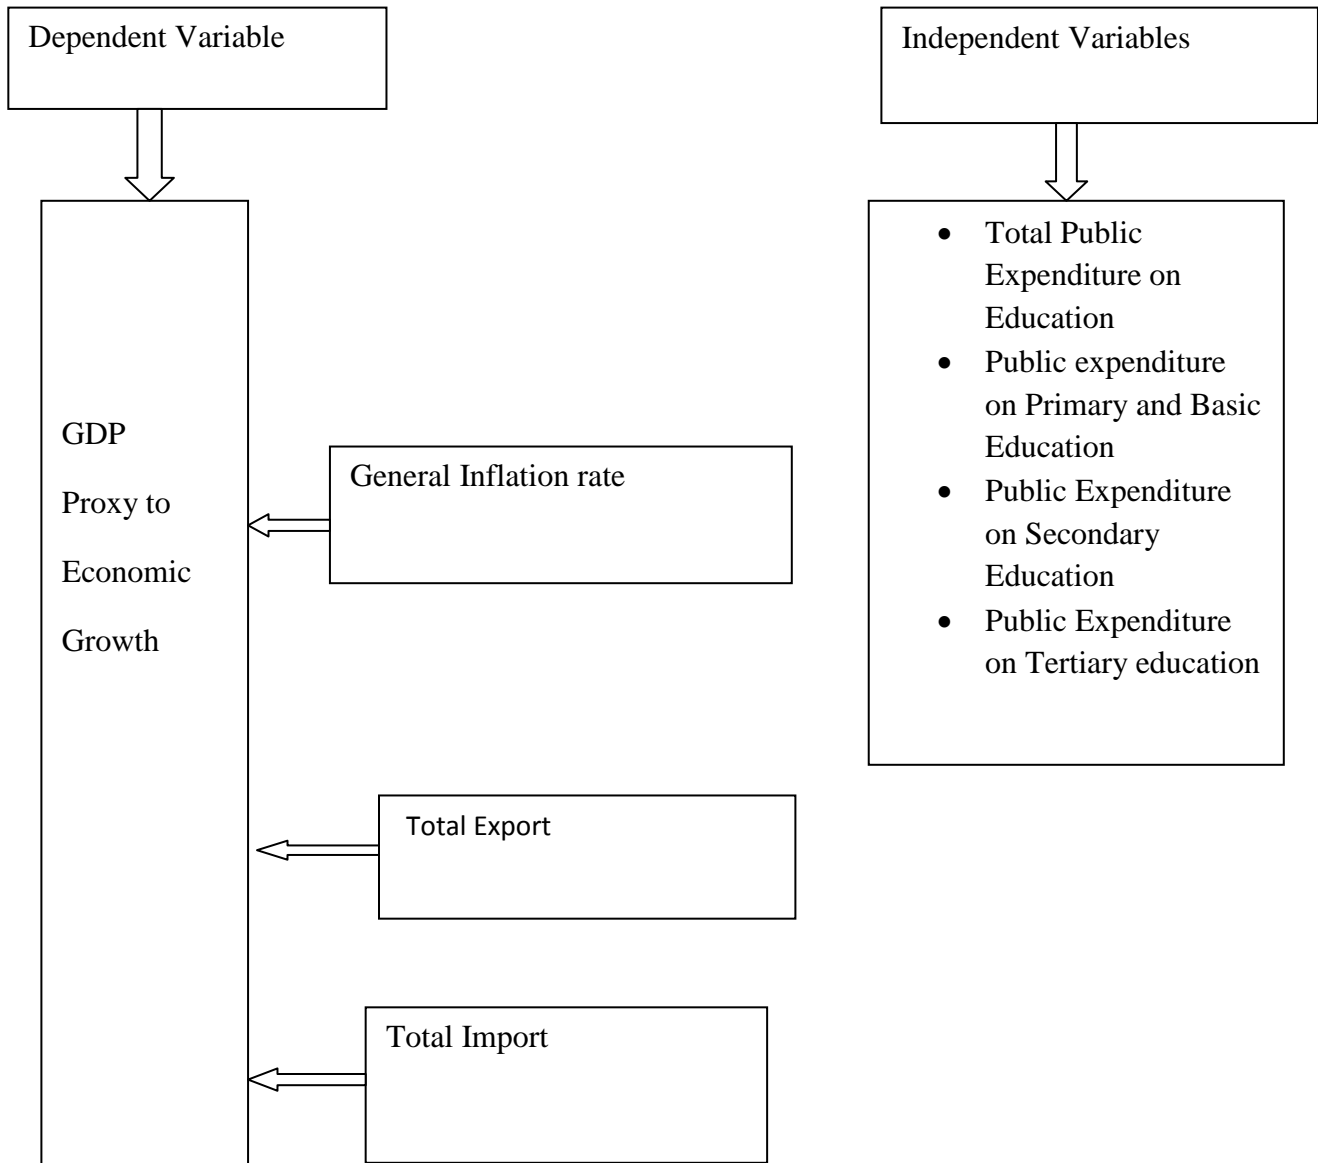 Dependent Variable
Independent Variables
GDP
Proxy to
Economic
Growth
General Inflation rate
Total Export
Total Import
• Total Public
Expenditure on
Education
• Public expenditure
on Primary and Basic
Education
• Public Expenditure
on Secondary
Education
• Public Expenditure
on Tertiary education